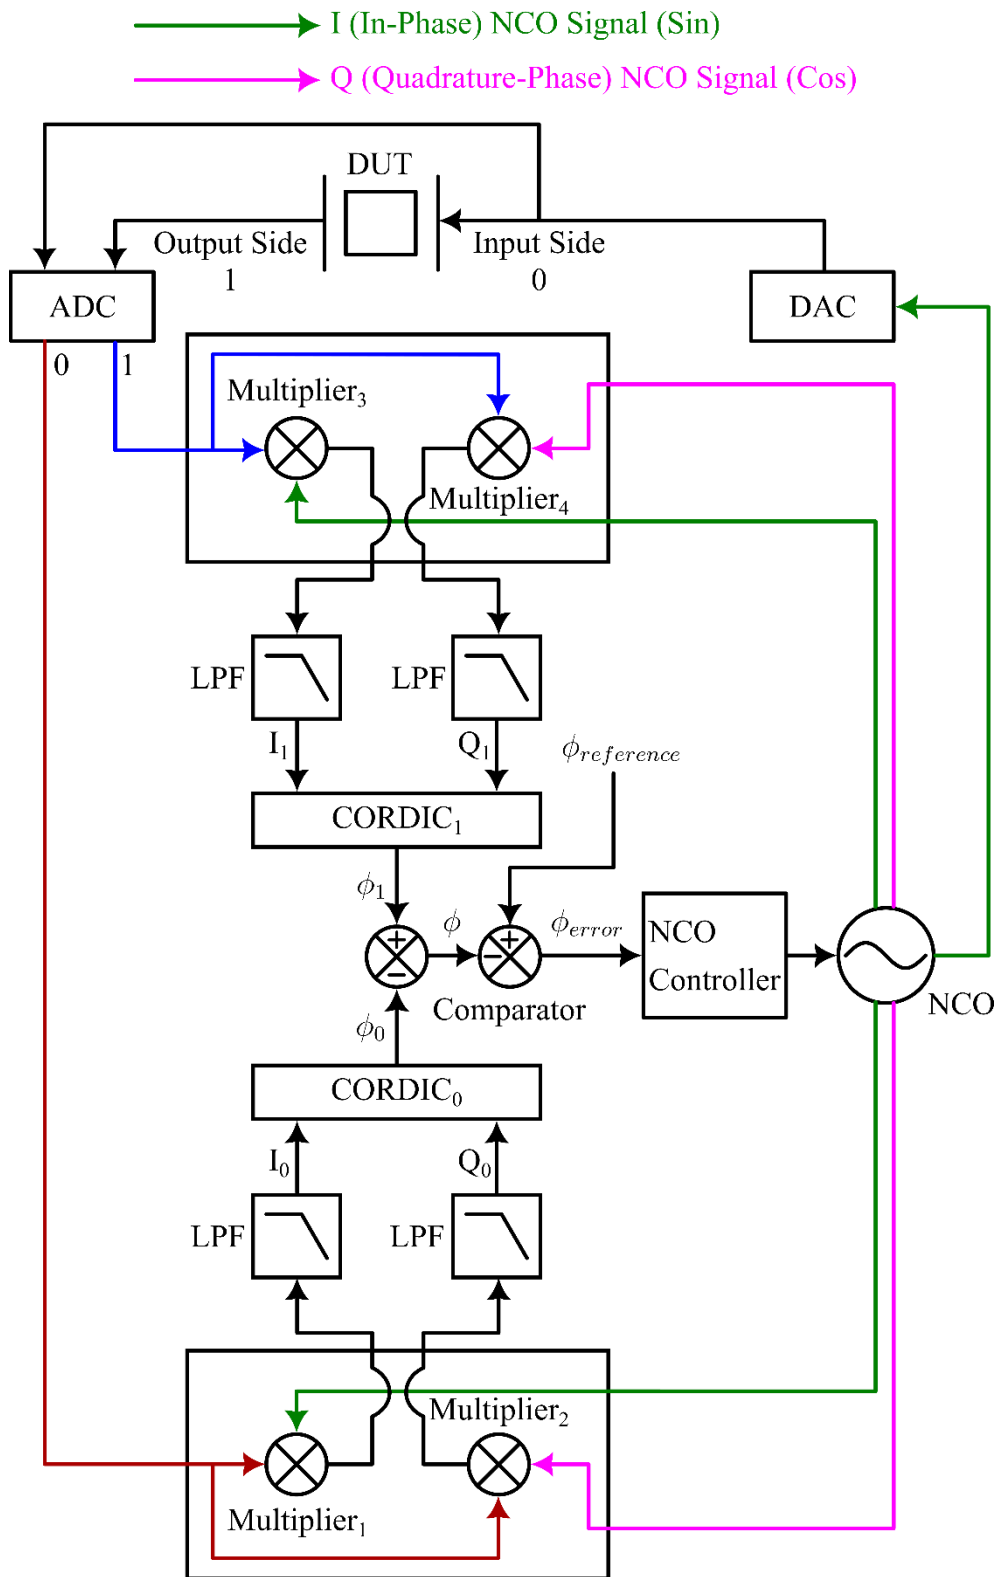 I (In-Phase) NCO Signal (Sin)
Q (Quadrature-Phase) NCO Signal (Cos)
DUT
Output Side
1
Input Side
0
ADC
DAC
0
1
Multiplier₃
Multiplier₄
LPF
LPF
I₁
Q₁
ϕ_reference
CORDIC₁
ϕ₁
+
−
ϕ
+
−
ϕ_error
NCO
Controller
Comparator
NCO
ϕ₀
CORDIC₀
I₀
Q₀
LPF
LPF
Multiplier₂
Multiplier₁